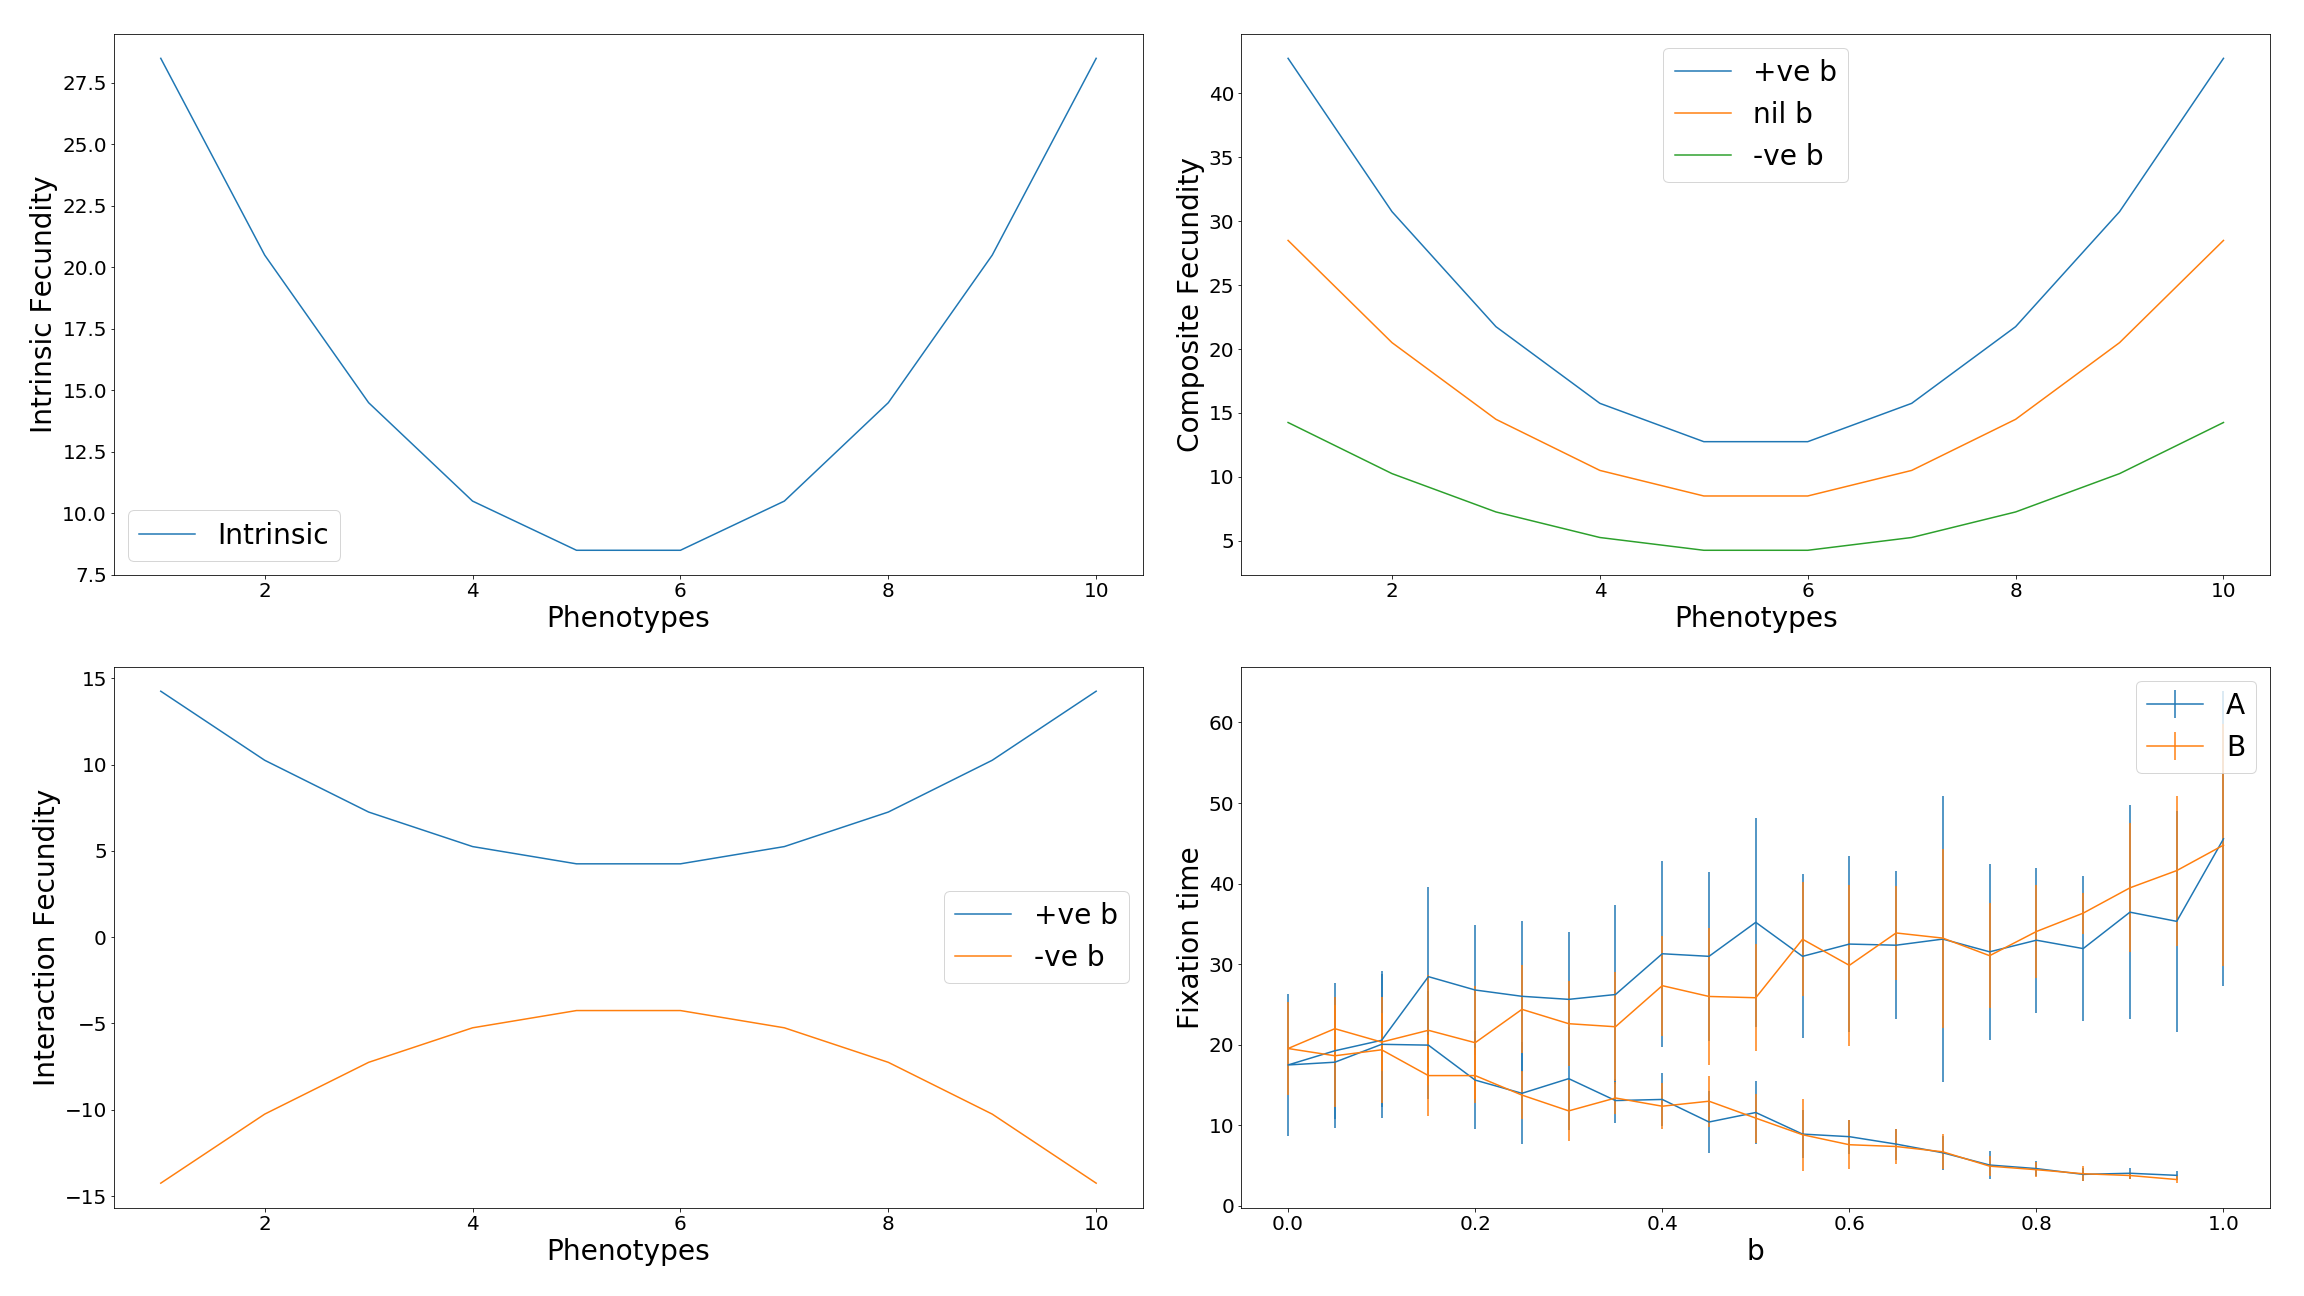 Intrinsic Fecundity
27.5
25.0
22.5
20.0
17.5
15.0
12.5
10.0
7.5
Intrinsic
2 4 6 8 10
Phenotypes
Composite Fecundity
40
35
30
25
20
15
10
5
+ve b
nil b
-ve b
2 4 6 8 10
Phenotypes
Interaction Fecundity
15
10
5
0
−5
−10
−15
+ve b
-ve b
2 4 6 8 10
Phenotypes
Fixation time
60
50
40
30
20
10
0
A
B
0.0 0.2 0.4 0.6 0.8 1.0
b